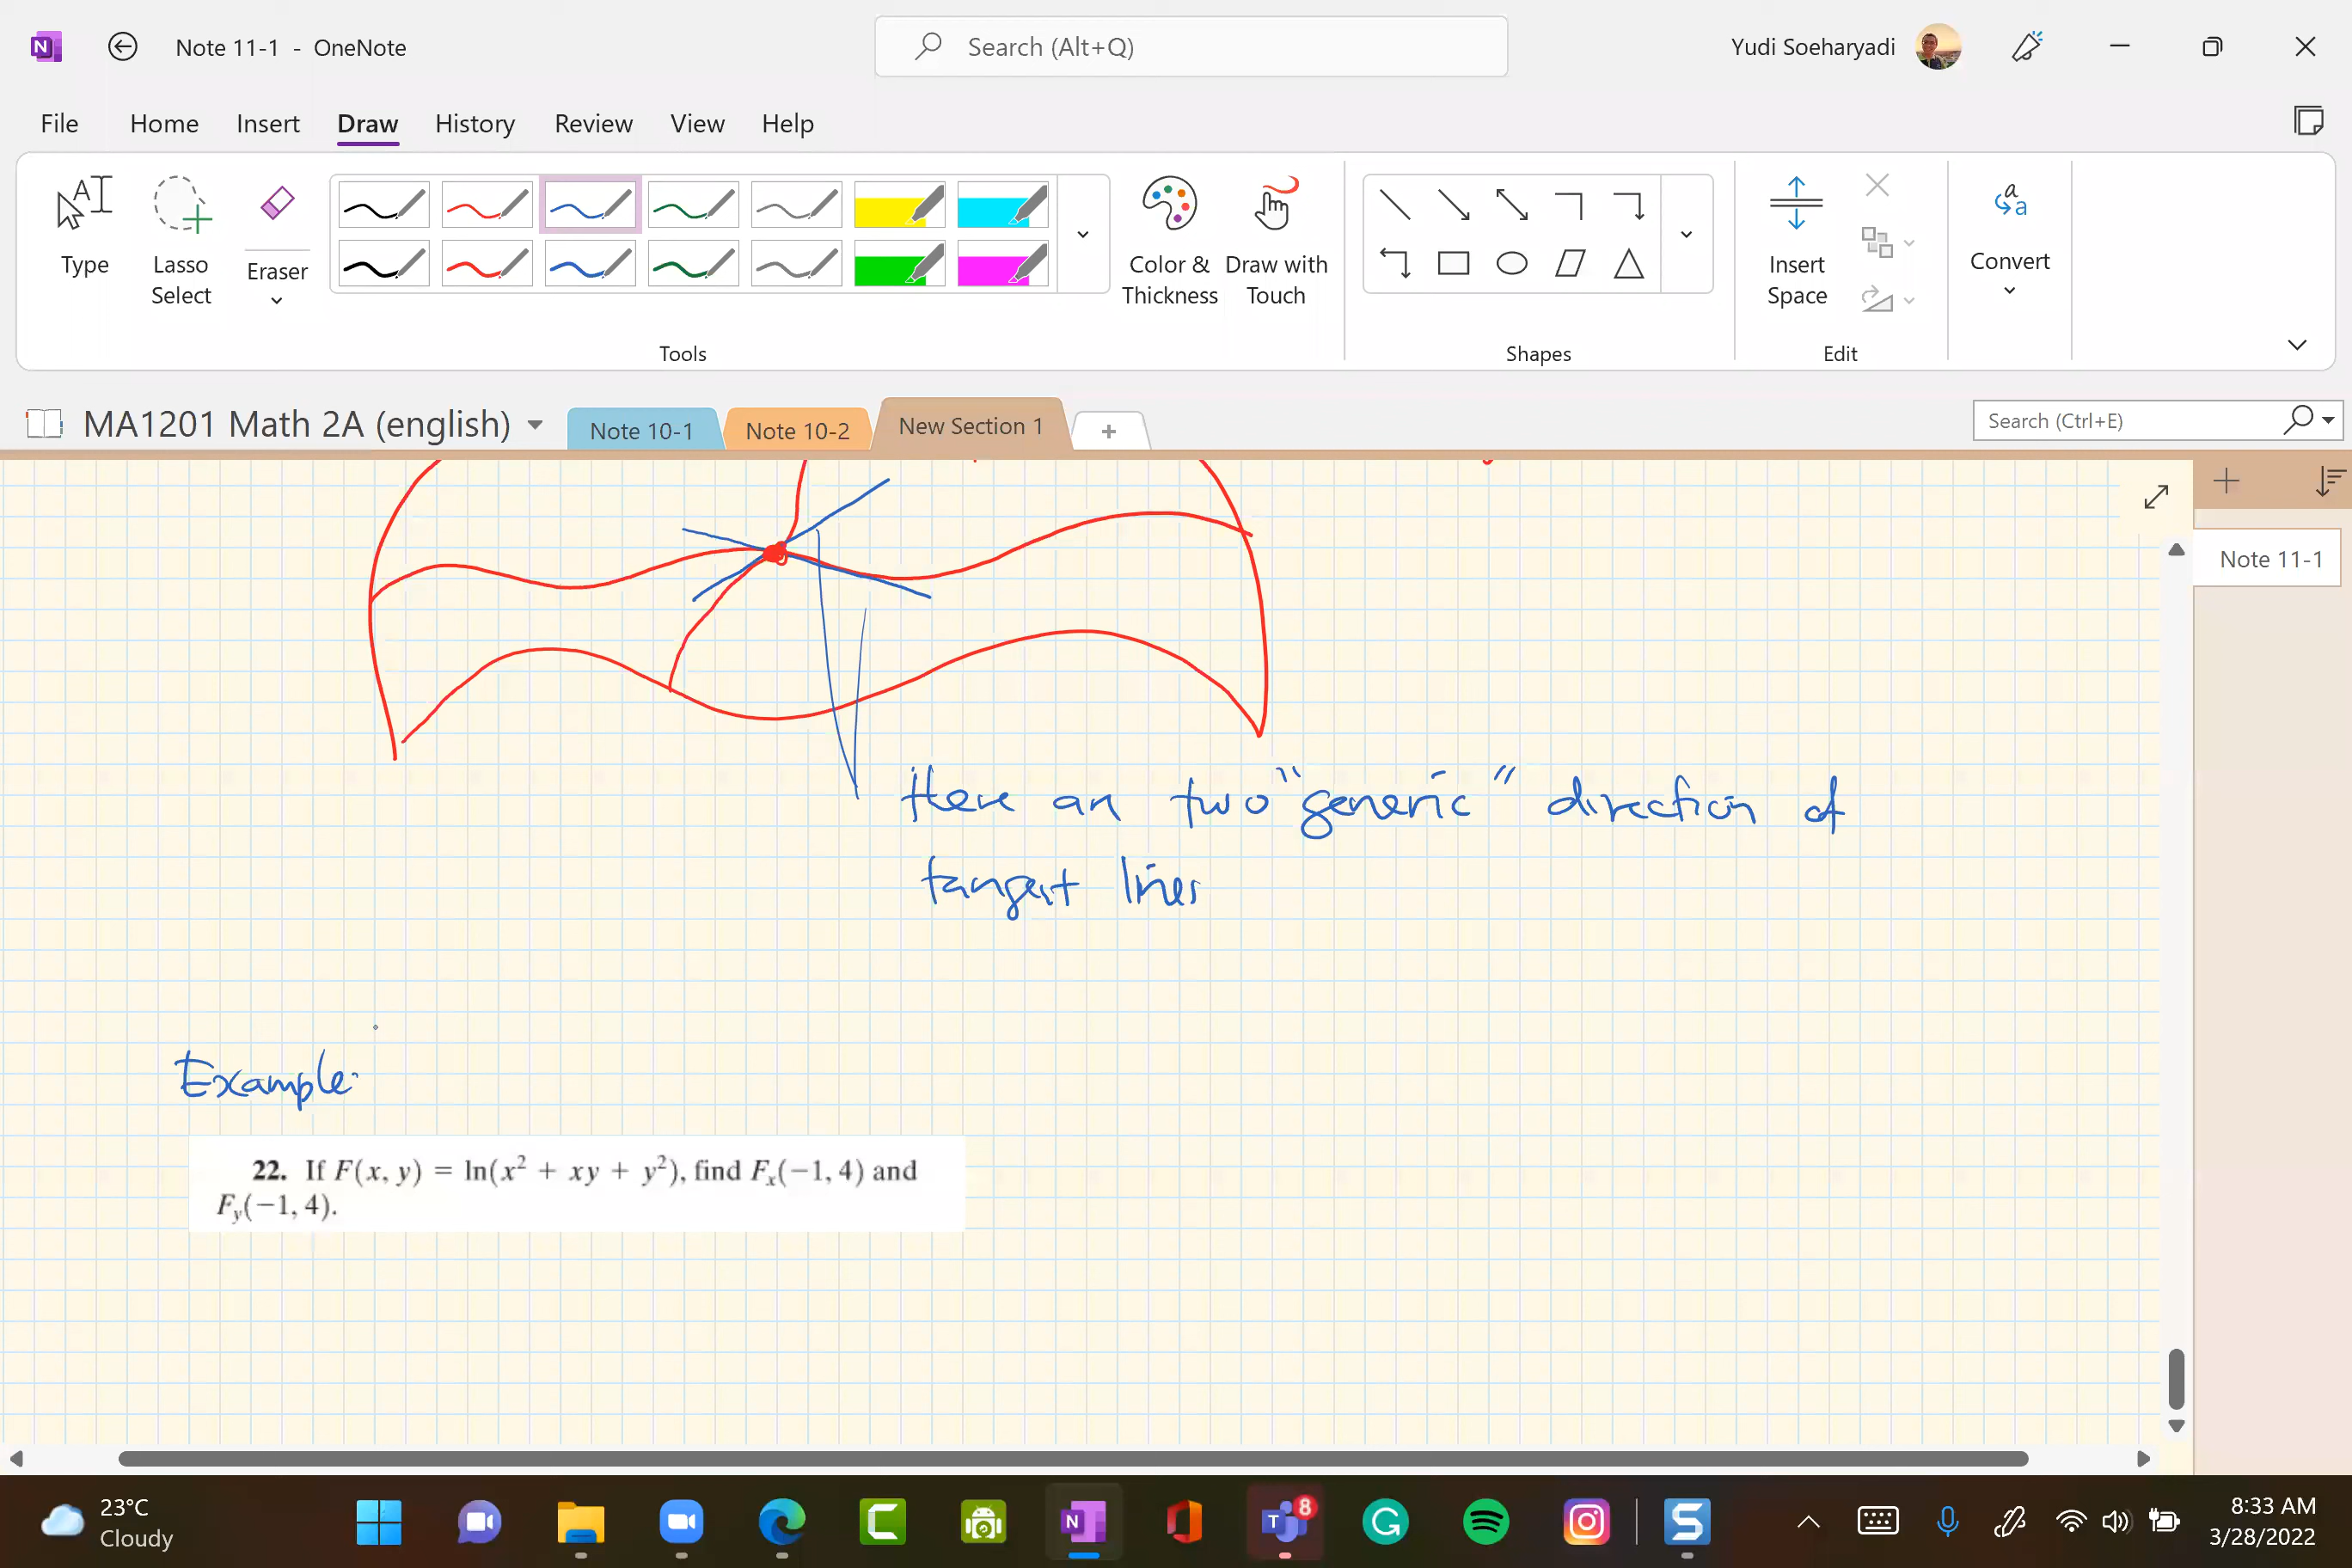 Note 11-1 - OneNote
Search (Alt+Q)
Yudi Soeharyadi
File Home Insert Draw History Review View Help
Type
Lasso Select
Eraser
Color & Thickness
Draw with Touch
Insert Space
Convert
Tools
Shapes
Edit
MA1201 Math 2A (english)
Note 10-1
Note 10-2
New Section 1
Search (Ctrl+E)
Note 11-1
there an two "generic" direction of
tangent lines
Example:
22. If F(x, y) = ln(x² + xy + y²), find Fₓ(−1, 4) and
Fᵧ(−1, 4).
23°C
Cloudy
8
8:33 AM
3/28/2022